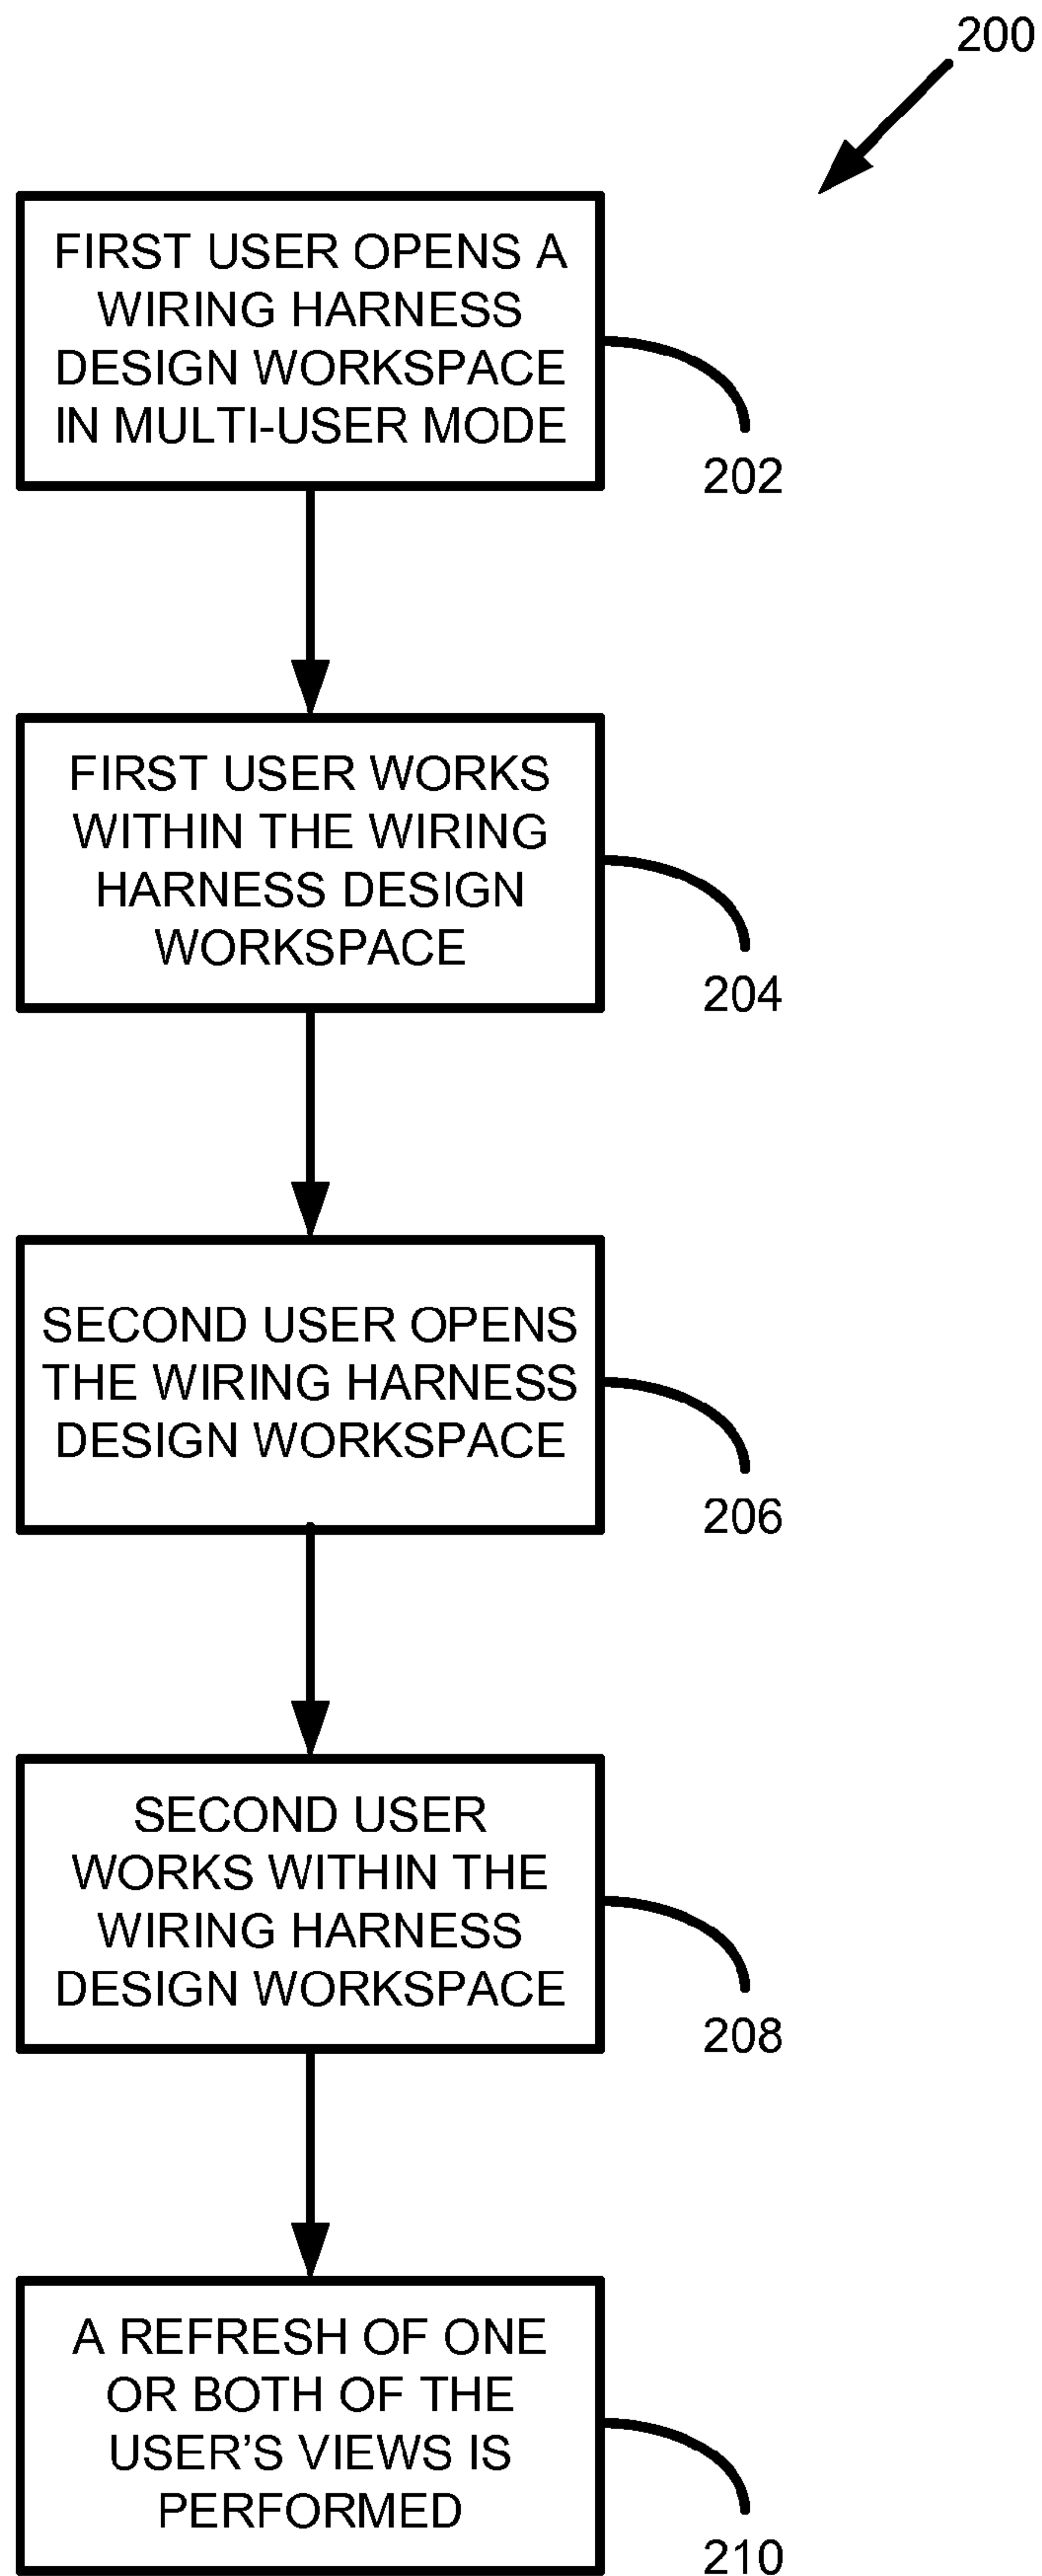 200
FIRST USER OPENS A
WIRING HARNESS
DESIGN WORKSPACE
IN MULTI-USER MODE
202
FIRST USER WORKS
WITHIN THE WIRING
HARNESS DESIGN
WORKSPACE
204
SECOND USER OPENS
THE WIRING HARNESS
DESIGN WORKSPACE
206
SECOND USER
WORKS WITHIN THE
WIRING HARNESS
DESIGN WORKSPACE
208
A REFRESH OF ONE
OR BOTH OF THE
USER'S VIEWS IS
PERFORMED
210